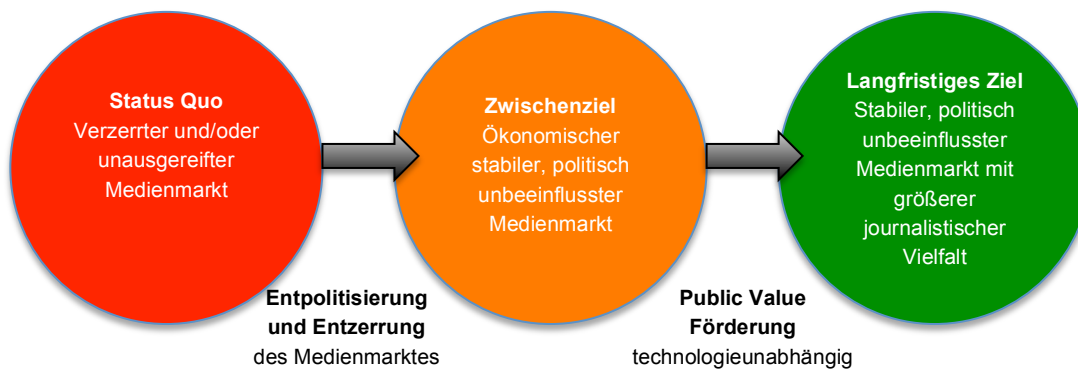 Status Quo
Verzerrter und/oder
unausgereifter
Medienmarkt
Entpolitisierung
und Entzerrung
des Medienmarktes
Zwischenziel
Ökonomischer
stabiler, politisch
unbeeinflusster
Medienmarkt
Public Value
Förderung
technologieunabhängig
Langfristiges Ziel
Stabiler, politisch
unbeeinflusster
Medienmarkt mit
größerer
journalistischer
Vielfalt